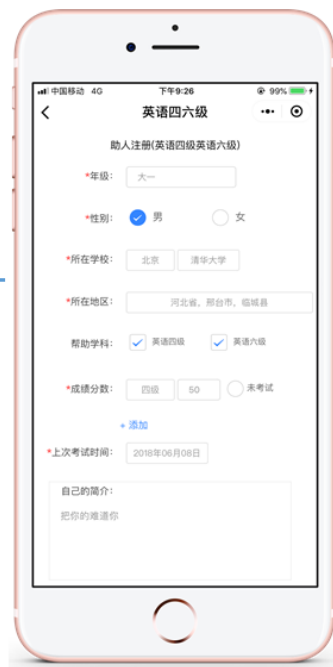 中国移动 4G 下午9:26 99%
英语四六级
助人注册(英语四级英语六级)
*年级: 大一
*性别: 男 女
*所在学校: 北京 清华大学
*所在地区: 河北省, 邢台市, 临城县
帮助学科: 英语四级 英语六级
*成绩分数: 四级 50 未考试
+ 添加
*上次考试时间: 2018年06月08日
自己的简介:
把你的难道你